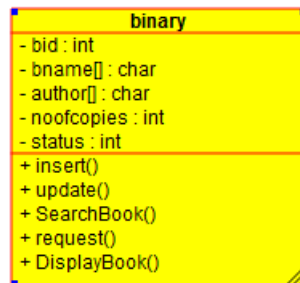 binary
- bid : int
- bname[] : char
- author[] : char
- noofcopies : int
- status : int
+ insert()
+ update()
+ SearchBook()
+ request()
+ DisplayBook()